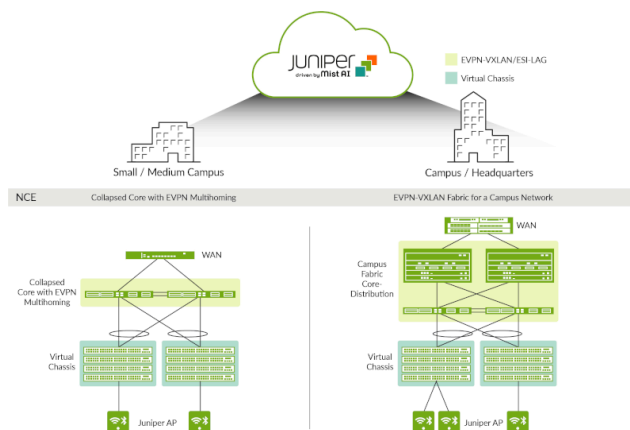 JUNIPEr
driven by Mist AI
EVPN-VXLAN/ESI-LAG
Virtual Chassis
Small / Medium Campus
Campus / Headquarters
NCE
Collapsed Core with EVPN Multihoming
EVPN-VXLAN Fabric for a Campus Network
WAN
Collapsed
Core with EVPN
Multihoming
Virtual
Chassis
Juniper AP
WAN
Campus
Fabric
Core-
Distribution
Virtual
Chassis
Juniper AP